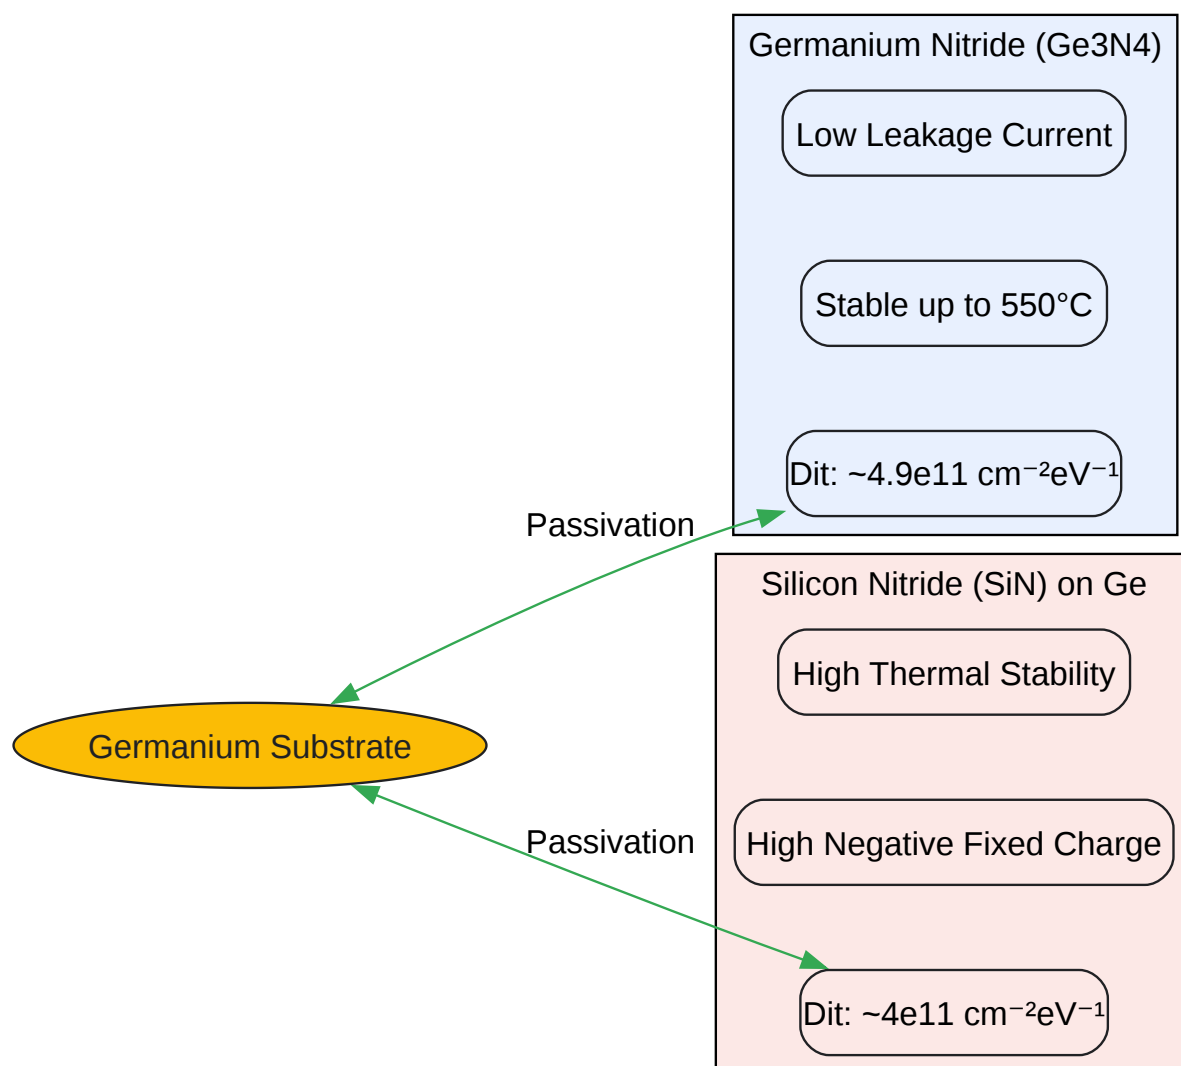 Germanium Nitride (Ge3N4)
Low Leakage Current
Stable up to 550°C
Dit: ~4.9e11 cm⁻²eV⁻¹
Passivation
Silicon Nitride (SiN) on Ge
High Thermal Stability
Germanium Substrate
Passivation
High Negative Fixed Charge
Dit: ~4e11 cm⁻²eV⁻¹